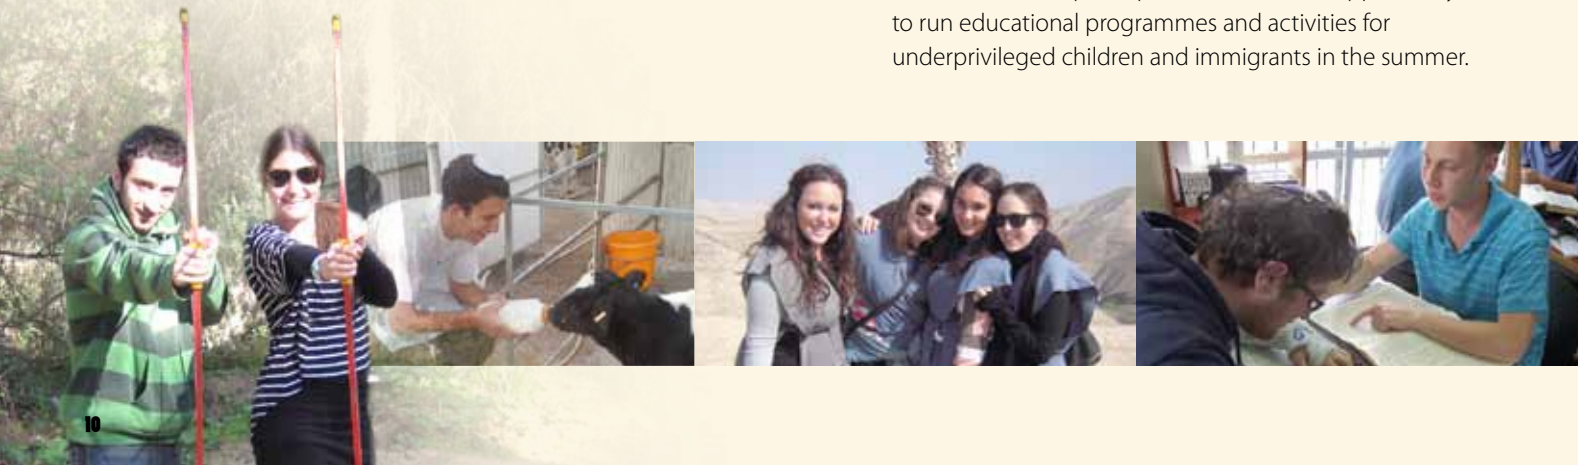 to run educational programmes and activities for
underprivileged children and immigrants in the summer.
10